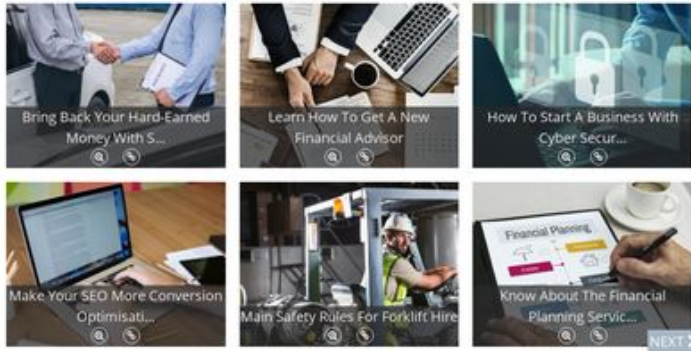 Bring Back Your Hard-Earned
Money With S...
Learn How To Get A New
Financial Advisor
How To Start A Business With
Cyber Secur...
Make Your SEO More Conversion
Optimisati...
Main Safety Rules For Forklift Hire
Financial Planning
Know About The Financial
Planning Servic...
NEXT